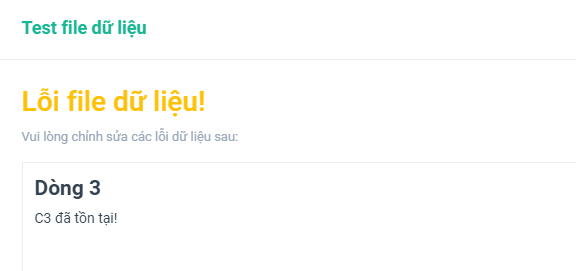 Test file dữ liệu
Lỗi file dữ liệu!
Vui lòng chỉnh sửa các lỗi dữ liệu sau:
Dòng 3
C3 đã tồn tại!